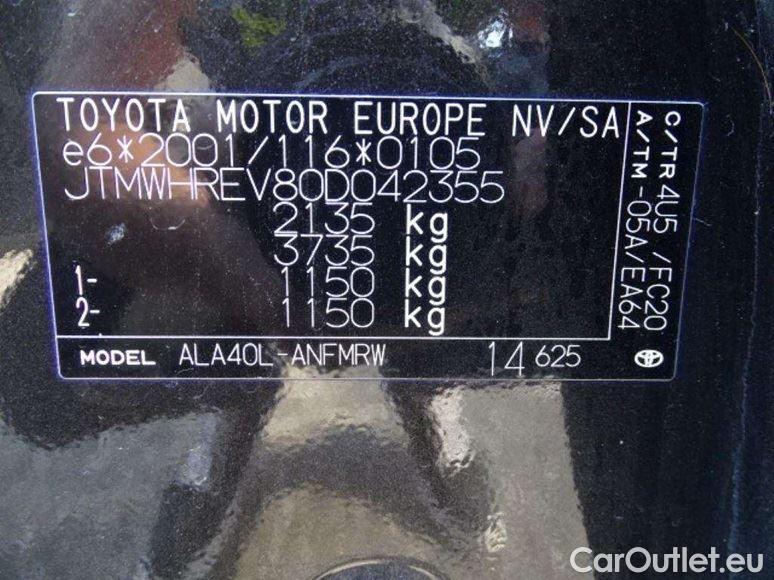 TOYOTA MOTOR EUROPE NV/SA
e6*2001/116*0105
JTMWHREV80D042355
2135 kg
3735 kg
1- 1150 kg
2- 1150 kg
MODEL ALA40L-ANFMRW 14 625
C/TR 4U5 /FC20
A/TM -05A/EA64
CarOutlet.eu